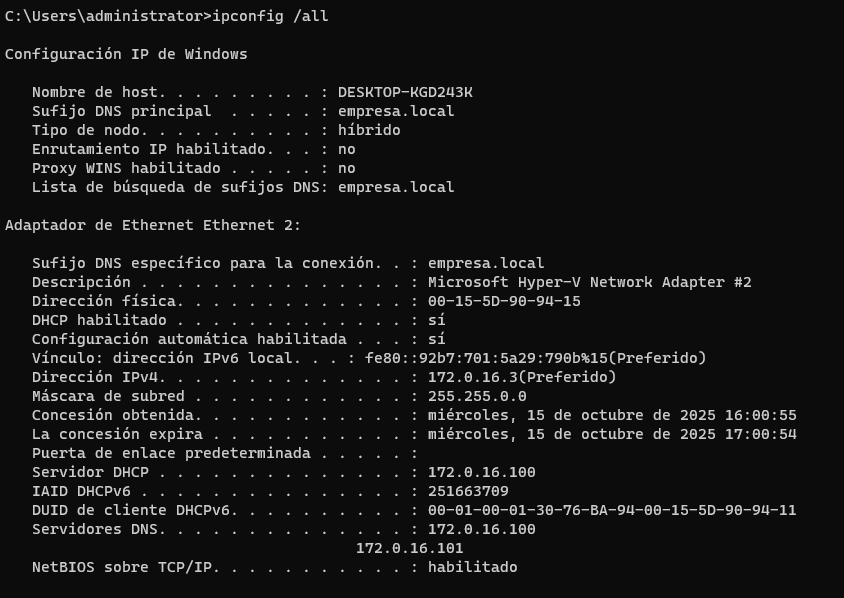 C:\Users\administrator>ipconfig /all
Configuración IP de Windows
Nombre de host. . . . . . . . . : DESKTOP-KGD243K
Sufijo DNS principal  . . . . . : empresa.local
Tipo de nodo. . . . . . . . . . : híbrido
Enrutamiento IP habilitado. . . : no
Proxy WINS habilitado . . . . . : no
Lista de búsqueda de sufijos DNS: empresa.local
Adaptador de Ethernet Ethernet 2:
Sufijo DNS específico para la conexión. . : empresa.local
Descripción . . . . . . . . . . . . . . . : Microsoft Hyper-V Network Adapter #2
Dirección física. . . . . . . . . . . . . : 00-15-5D-90-94-15
DHCP habilitado . . . . . . . . . . . . . : sí
Configuración automática habilitada . . . : sí
Vínculo: dirección IPv6 local. . . : fe80::92b7:701:5a29:790b%15(Preferido)
Dirección IPv4. . . . . . . . . . . . . . : 172.0.16.3(Preferido)
Máscara de subred . . . . . . . . . . . . : 255.255.0.0
Concesión obtenida. . . . . . . . . . . . : miércoles, 15 de octubre de 2025 16:00:55
La concesión expira . . . . . . . . . . . : miércoles, 15 de octubre de 2025 17:00:54
Puerta de enlace predeterminada . . . . . :
Servidor DHCP . . . . . . . . . . . . . . : 172.0.16.100
IAID DHCPv6 . . . . . . . . . . . . . . . : 251663709
DUID de cliente DHCPv6. . . . . . . . . . : 00-01-00-01-30-76-BA-94-00-15-5D-90-94-11
Servidores DNS. . . . . . . . . . . . . . : 172.0.16.100
172.0.16.101
NetBIOS sobre TCP/IP. . . . . . . . . . . : habilitado